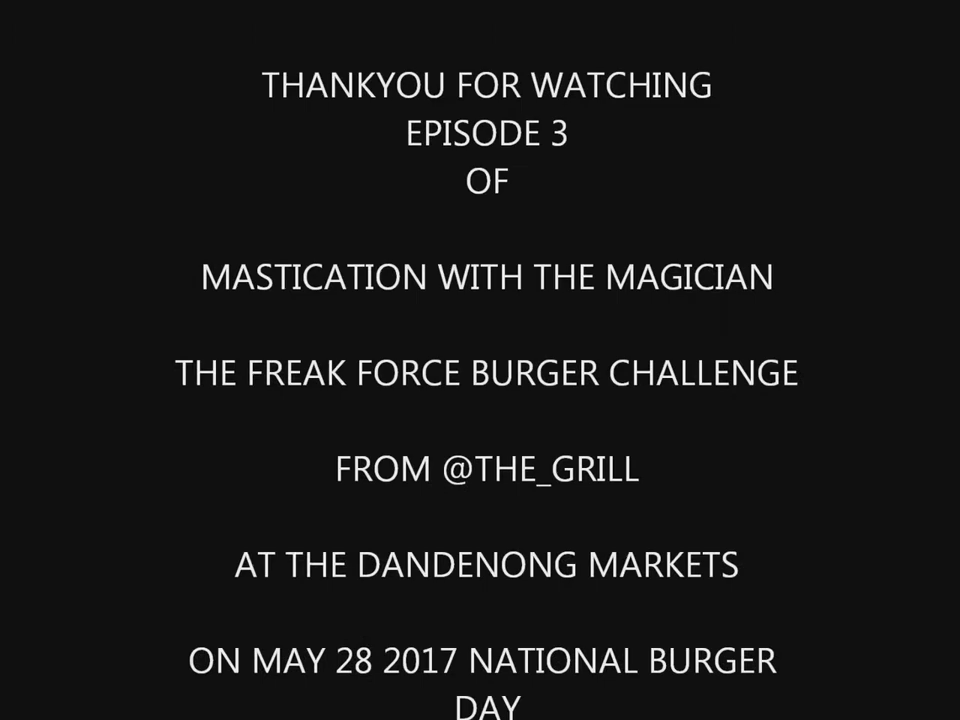 THANKYOU FOR WATCHING
EPISODE 3
OF
MASTICATION WITH THE MAGICIAN
THE FREAK FORCE BURGER CHALLENGE
FROM @THE_GRILL
AT THE DANDENONG MARKETS
ON MAY 28 2017 NATIONAL BURGER
DAY